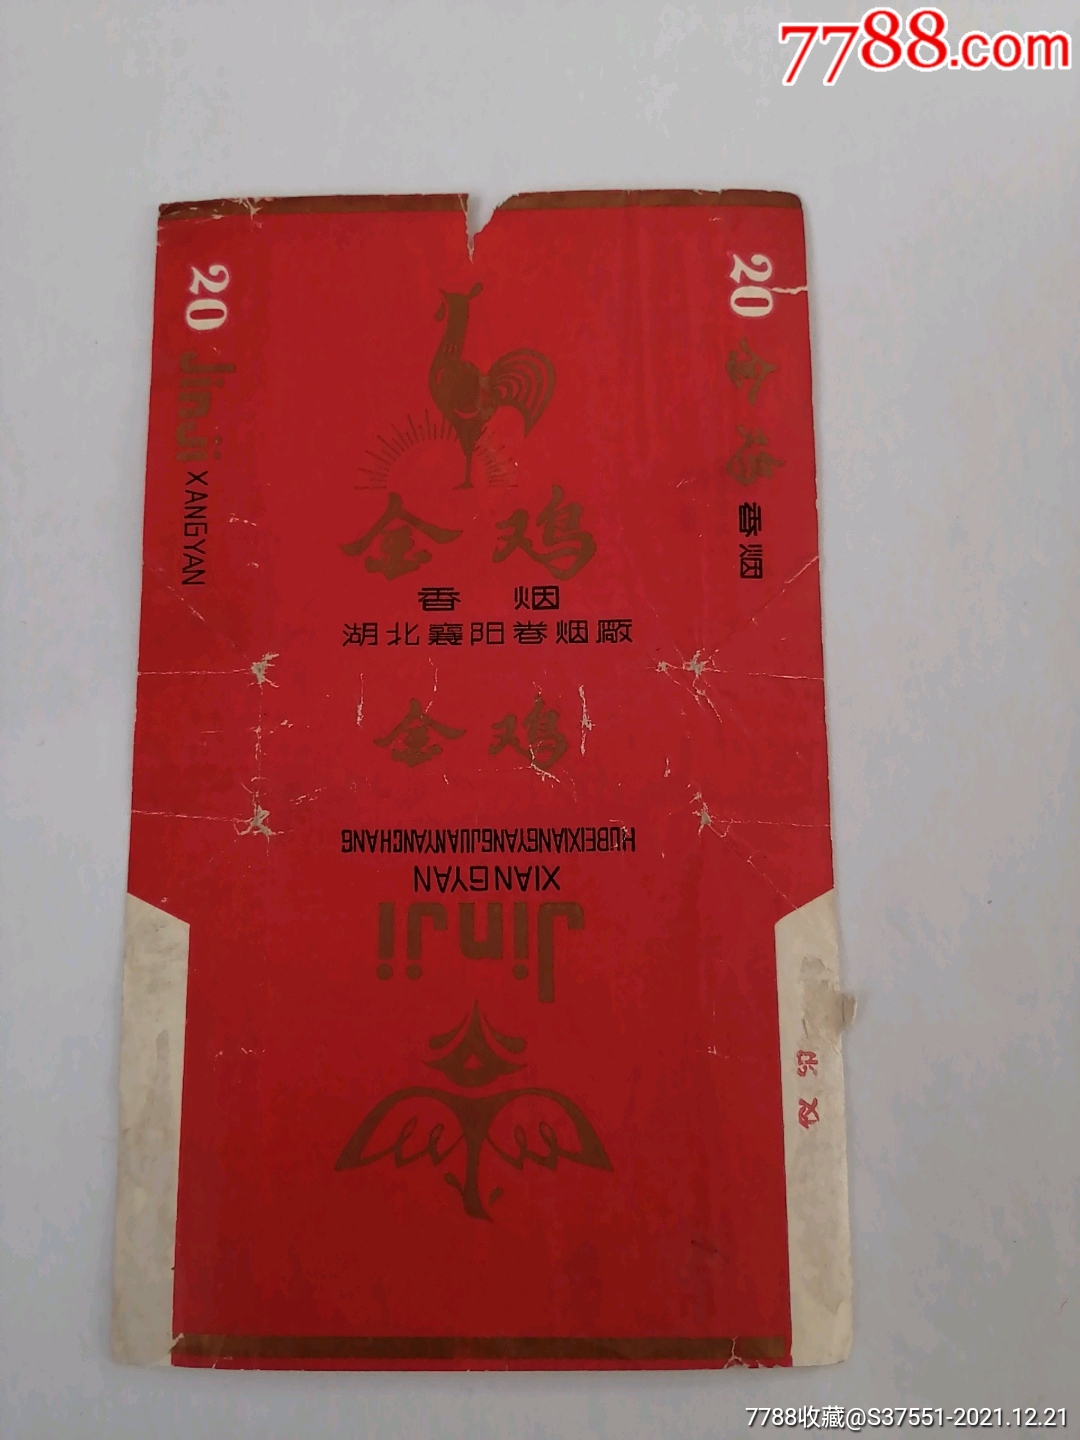 7788.com
20 Jinji XANGYAN
20 金鸡 香烟
金鸡
香烟
湖北襄阳卷烟厰
金鸡
HUBEIXIANGYANGJUANYANCHANG
XIANGYAN
Jinji
7788收藏@S37551-2021.12.21